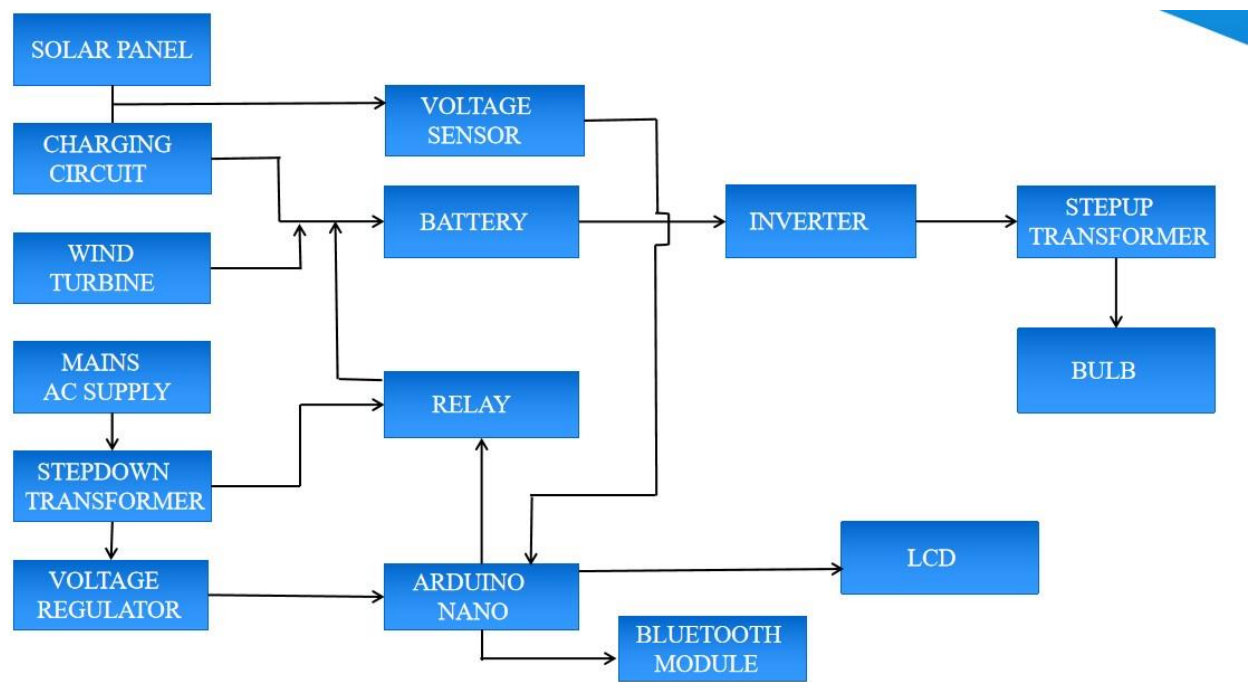 SOLAR PANEL
VOLTAGE
SENSOR
CHARGING
CIRCUIT
BATTERY
INVERTER
STEPUP
TRANSFORMER
WIND
TURBINE
MAINS
AC SUPPLY
RELAY
BULB
STEPDOWN
TRANSFORMER
LCD
VOLTAGE
REGULATOR
ARDUINO
NANO
BLUETOOTH
MODULE